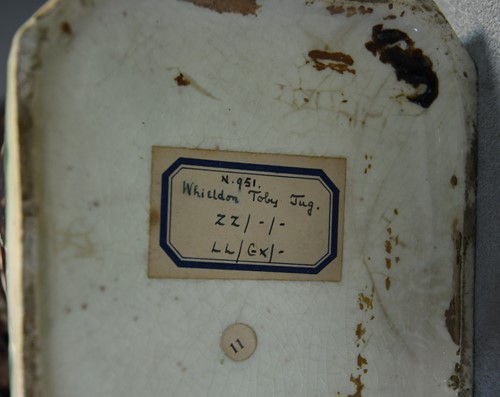 N.951.
Whieldon Toby Jug.
ZZ/-/-
LL/GX/-
11